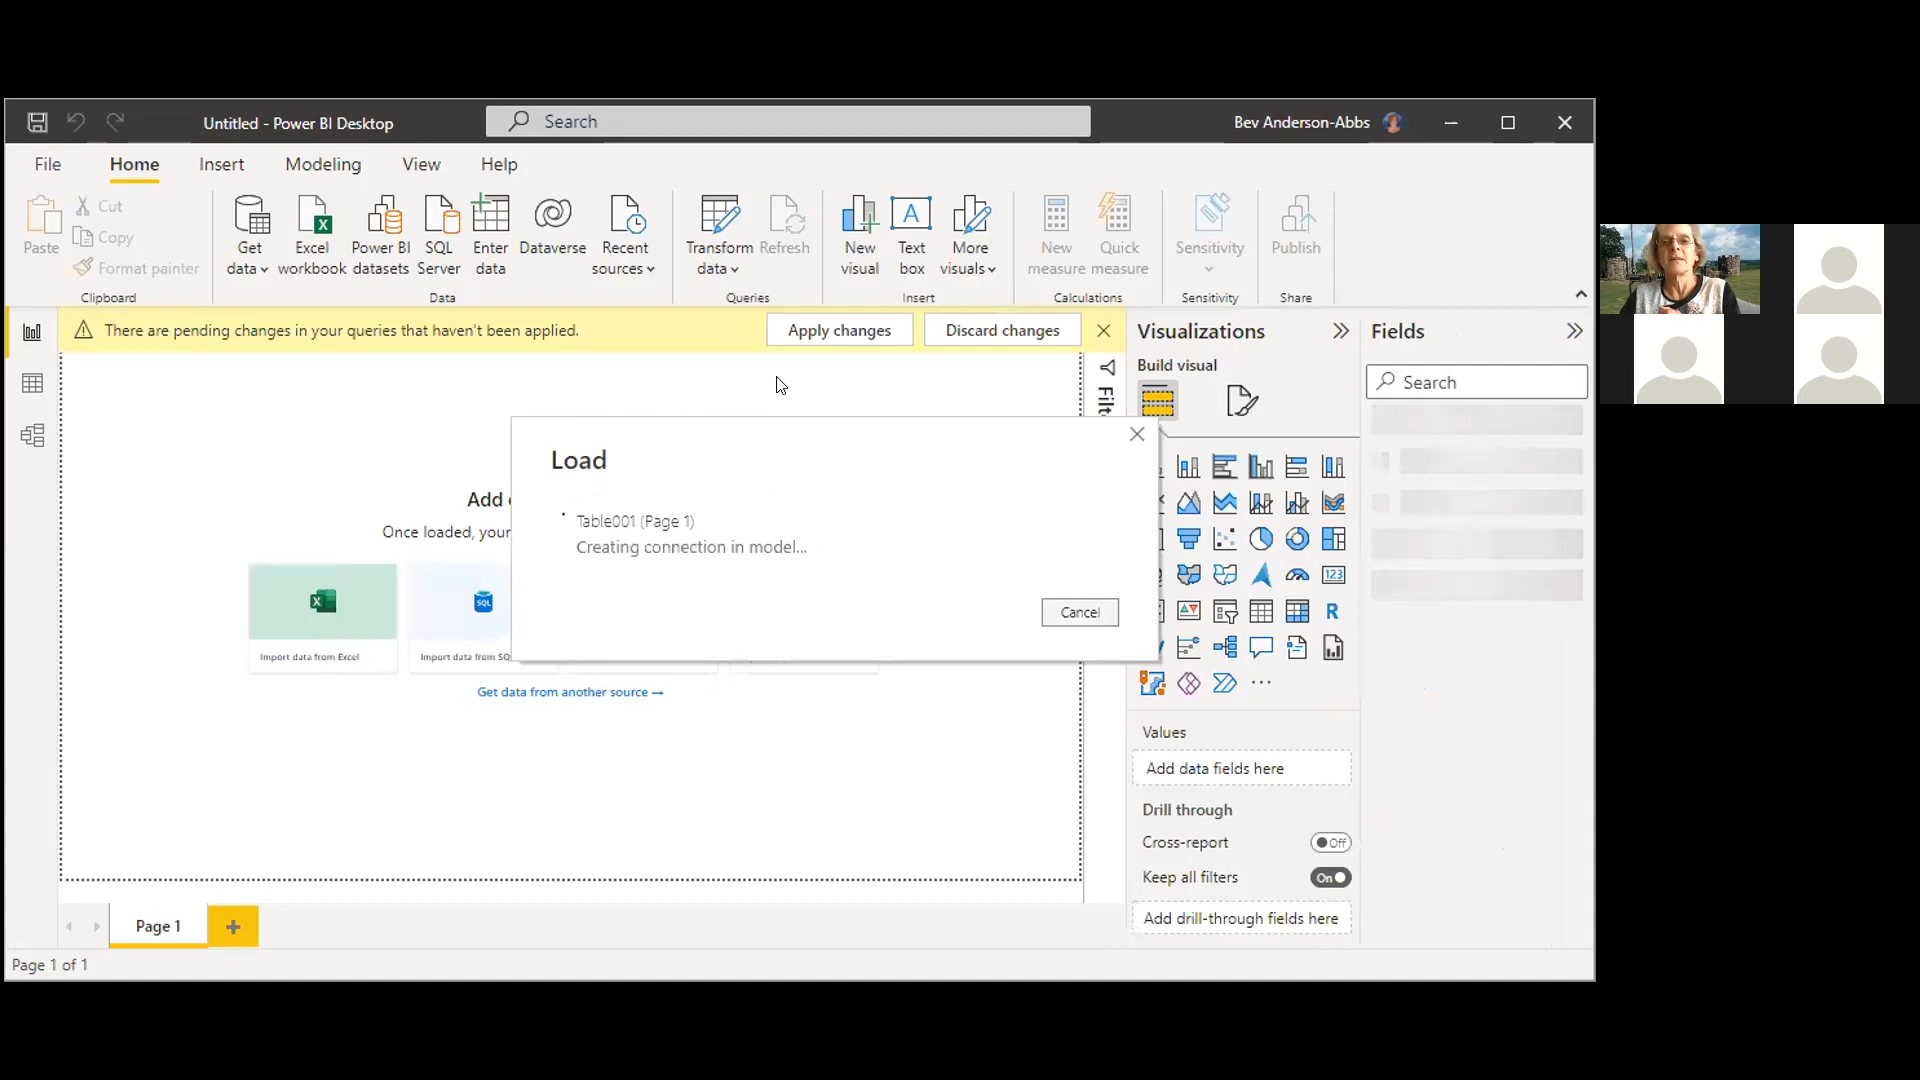 Untitled - Power BI Desktop
Search
Bev Anderson-Abbs
File
Home
Insert
Modeling
View
Help
Paste
Cut
Copy
Format painter
Clipboard
Get data
Excel workbook
Power BI datasets
SQL Server
Enter data
Dataverse
Recent sources
Data
Transform data
Refresh
Queries
New visual
Text box
More visuals
Insert
New measure
Quick measure
Calculations
Sensitivity
Sensitivity
Publish
Share
There are pending changes in your queries that haven't been applied.
Apply changes
Discard changes
Visualizations
Fields
Build visual
Search
Load
Table001 (Page 1)
Creating connection in model...
Cancel
Add
Once loaded, your
SQL
Import data from Excel
Import data from SQ
Get data from another source →
123
R
Values
Add data fields here
Drill through
Cross-report
Off
Keep all filters
On
Add drill-through fields here
Page 1
Page 1 of 1